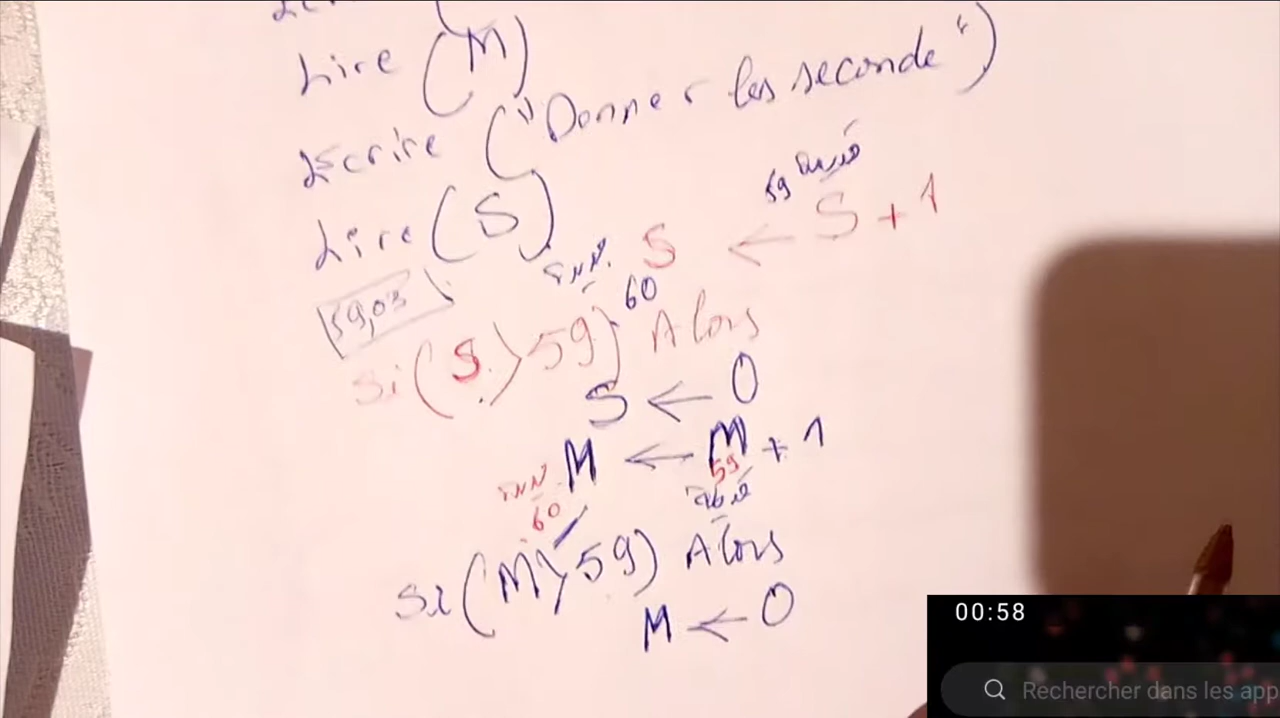 Lire (M)
Ecrire ("Donner les seconde")
Lire (S)
S ← S + 1
59,03
60
Si (S > 59) Alors
S ← 0
M ← M + 1
59
60
Si (M > 59) Alors
M ← 0
00:58
Rechercher dans les app